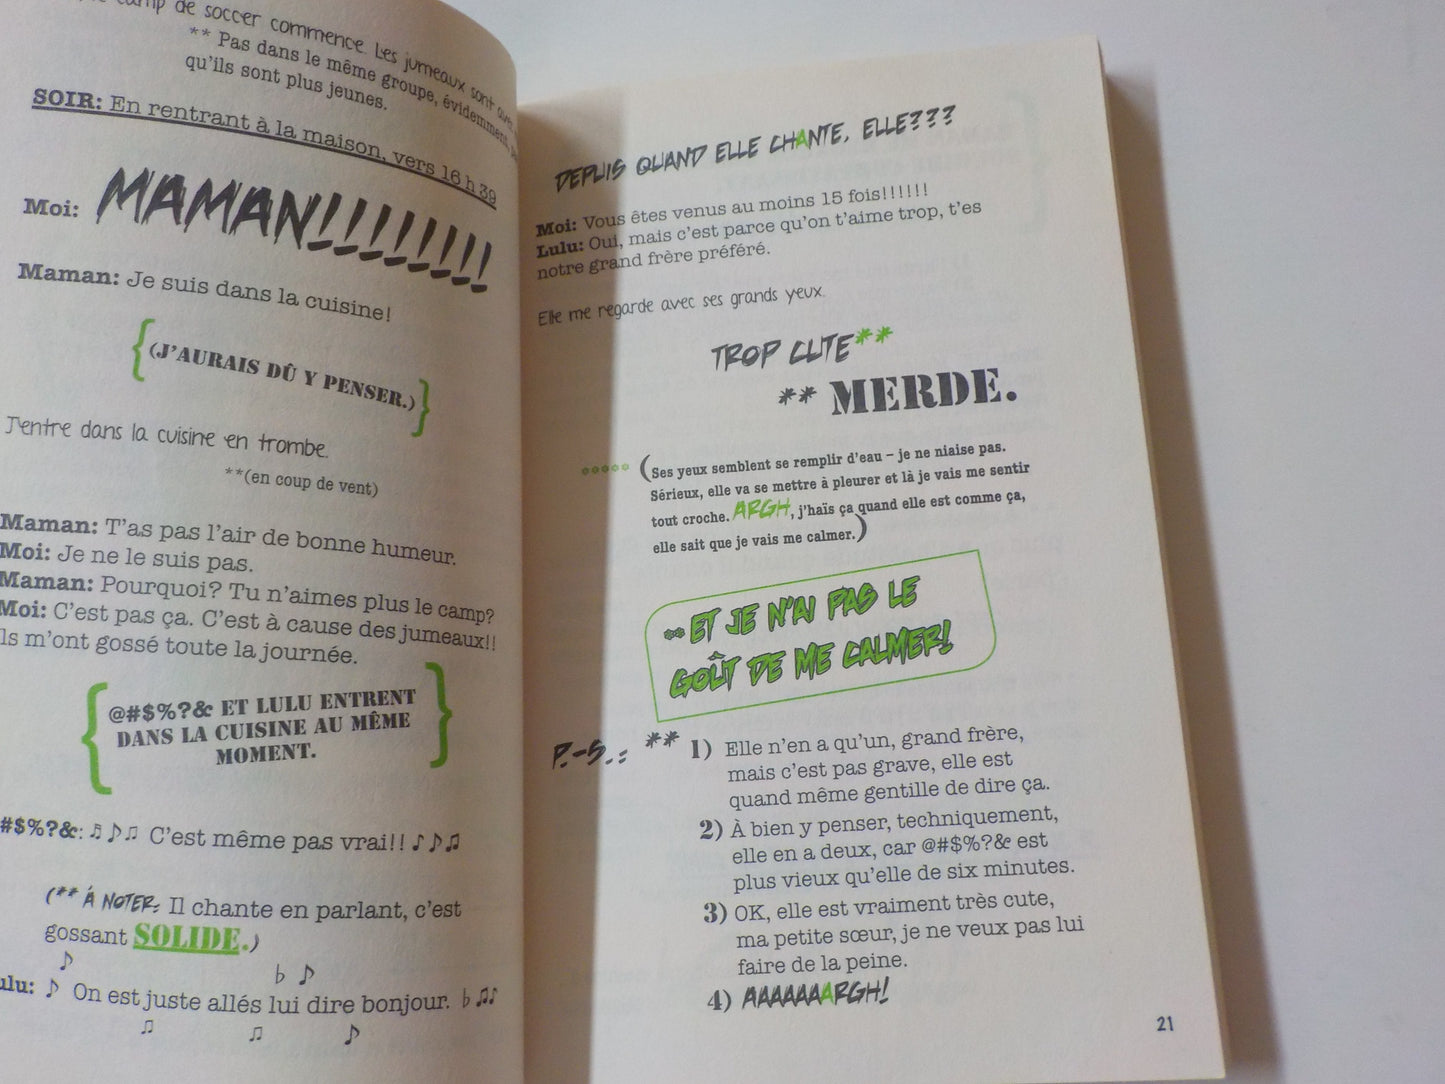 camp de soccer commence. Les jumeaux sont avec
** Pas dans le même groupe, évidemment,
qu'ils sont plus jeunes.
SOIR: En rentrant à la maison, vers 16 h 39
Moi: MAMAN!!!!!!!!!
Maman: Je suis dans la cuisine!
{(J'AURAIS DÛ Y PENSER.)}
J'entre dans la cuisine en trombe.
**(en coup de vent)
Maman: T'as pas l'air de bonne humeur.
Moi: Je ne le suis pas.
Maman: Pourquoi? Tu n'aimes plus le camp?
Moi: C'est pas ça. C'est à cause des jumeaux!!
ls m'ont gossé toute la journée.
{@#$%?& ET LULU ENTRENT
DANS LA CUISINE AU MÊME
MOMENT.}
#$%?&: ♫♪♫ C'est même pas vrai!! ♪♪♫
(** À NOTER: Il chante en parlant, c'est
gossant SOLIDE.)
♪ ♭ ♪
ulu: ♪ On est juste allés lui dire bonjour. ♭ ♫♪
♫ ♫ ♪
DEPUIS QUAND ELLE CHANTE, ELLE???
Moi: Vous êtes venus au moins 15 fois!!!!!!
Lulu: Oui, mais c'est parce qu'on t'aime trop, t'es
notre grand frère préféré.
Elle me regarde avec ses grands yeux.
TROP CUTE**
** MERDE.
***** (Ses yeux semblent se remplir d'eau – je ne niaise pas.
Sérieux, elle va se mettre à pleurer et là je vais me sentir
tout croche. ARGH, j'haïs ça quand elle est comme ça,
elle sait que je vais me calmer.)
**ET JE N'AI PAS LE
GOÛT DE ME CALMER!
P.-S.: ** 1) Elle n'en a qu'un, grand frère,
mais c'est pas grave, elle est
quand même gentille de dire ça.
2) À bien y penser, techniquement,
elle en a deux, car @#$%?& est
plus vieux qu'elle de six minutes.
3) OK, elle est vraiment très cute,
ma petite sœur, je ne veux pas lui
faire de la peine.
4) AAAAAAARGH!
21